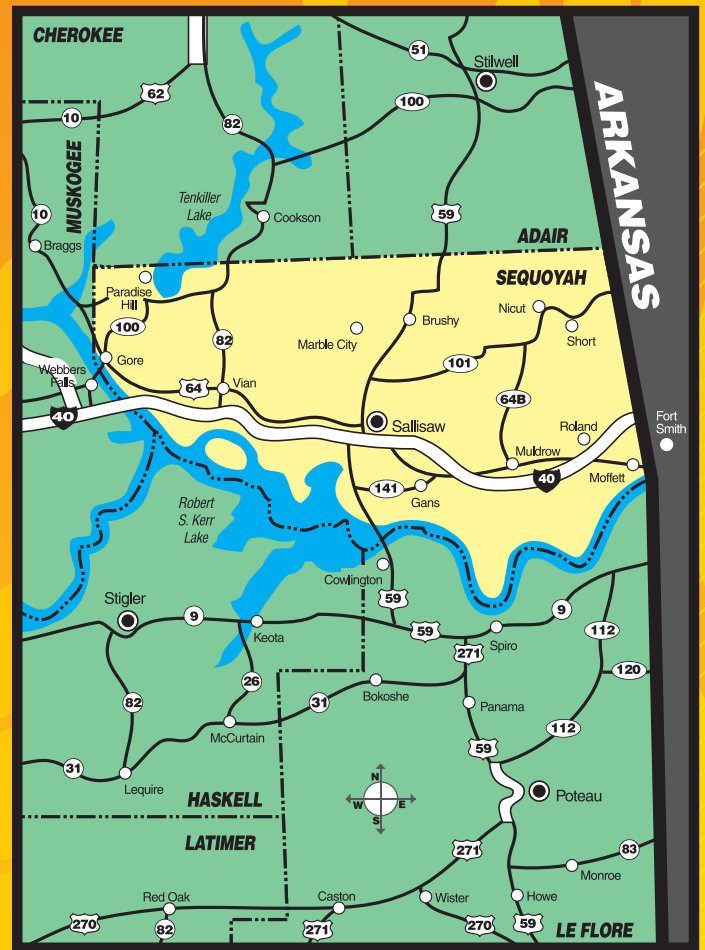 CHEROKEE
51
Stilwell
62
100
ARKANSAS
10
82
MUSKOGEE
Tenkiller
Lake
10
59
Cookson
Braggs
ADAIR
SEQUOYAH
Paradise
Hill
Nicut
100
Brushy
Short
82
Marble City
Gore
101
Webbers
Falls
64
Vian
64B
40
Sallisaw
Roland
Fort
Smith
Muldrow
40
Moffett
141
Gans
Robert
S. Kerr
Lake
Cowlington
Stigler
59
9
9
Keota
59
Spiro
112
271
120
26
82
31
Bokoshe
Panama
McCurtain
112
59
31
Lequire
N
W
E
S
Poteau
HASKELL
LATIMER
271
83
Monroe
Red Oak
Caston
Wister
Howe
270
82
271
270
59
LE FLORE